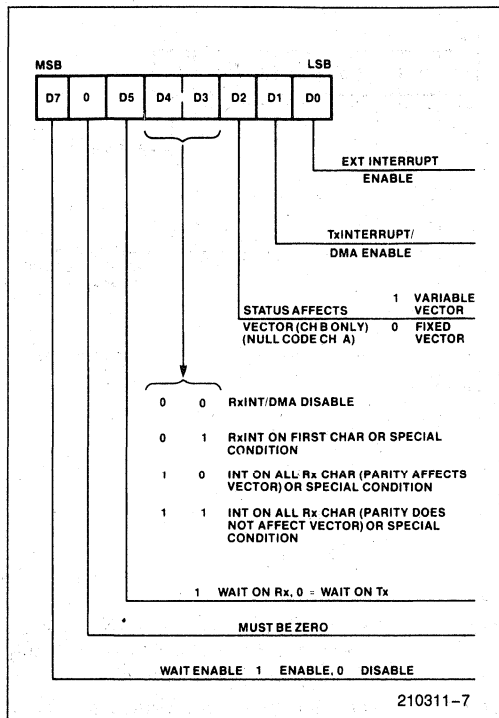 MSB LSB
D7 0 D5 D4 D3 D2 D1 D0
EXT INTERRUPT
ENABLE
TxINTERRUPT/
DMA ENABLE
STATUS AFFECTS
VECTOR (CH B ONLY)
(NULL CODE CH A)
1 VARIABLE
VECTOR
0 FIXED
VECTOR
0 0 RxINT/DMA DISABLE
0 1 RxINT ON FIRST CHAR OR SPECIAL
CONDITION
1 0 INT ON ALL Rx CHAR (PARITY AFFECTS
VECTOR) OR SPECIAL CONDITION
1 1 INT ON ALL Rx CHAR (PARITY DOES
NOT AFFECT VECTOR) OR SPECIAL
CONDITION
1 WAIT ON Rx, 0 = WAIT ON Tx
MUST BE ZERO
WAIT ENABLE 1 ENABLE, 0 DISABLE
210311-7